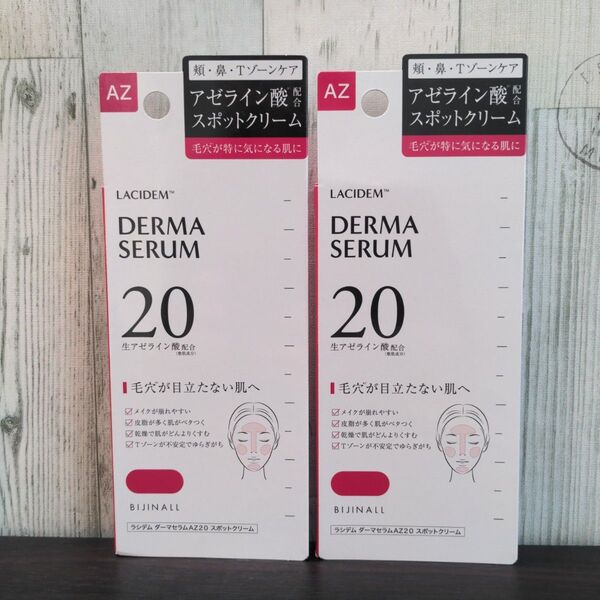 AZ
頬・鼻・Tゾーンケア
アゼライン酸配合
スポットクリーム
毛穴が特に気になる肌に
LACIDEM™
DERMA
SERUM
20
生アゼライン酸配合
(整肌成分)
毛穴が目立たない肌へ
メイクが崩れやすい
皮脂が多く肌がベタつく
乾燥で肌がどんよりくすむ
Tゾーンが不安定でゆらぎがち
BIJINALL
ラシデム ダーマセラムAZ20 スポットクリーム
AZ
頬・鼻・Tゾーンケア
アゼライン酸配合
スポットクリーム
毛穴が特に気になる肌に
LACIDEM™
DERMA
SERUM
20
生アゼライン酸配合
(整肌成分)
毛穴が目立たない肌へ
メイクが崩れやすい
皮脂が多く肌がベタつく
乾燥で肌がどんよりくすむ
Tゾーンが不安定でゆらぎがち
BIJINALL
ラシデム ダーマセラムAZ20 スポットクリーム